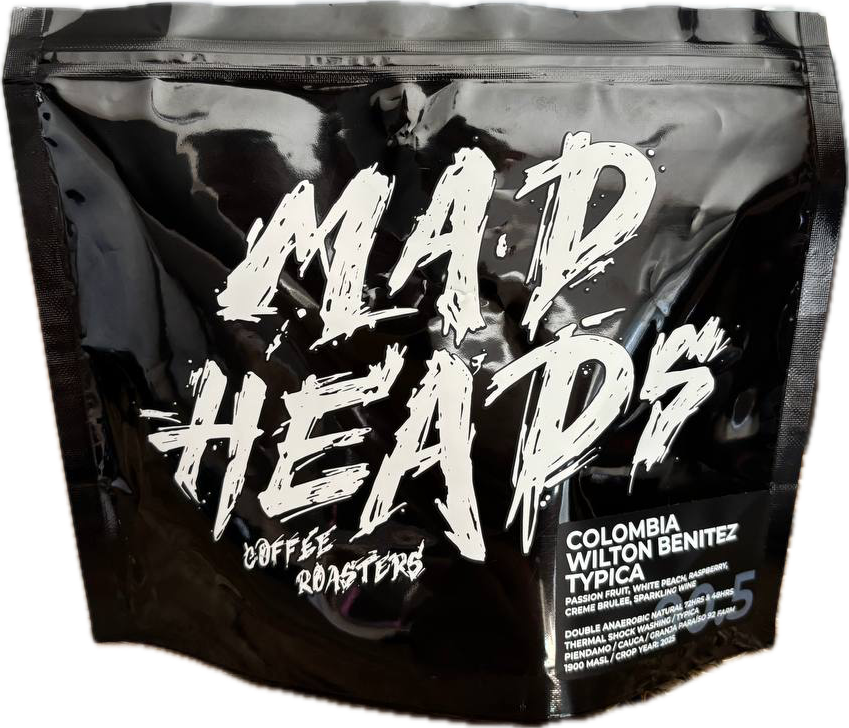 MAD
HEADS
COFFEE
ROASTERS
COLOMBIA
WILTON BENITEZ
TYPICA
PASSION FRUIT, WHITE PEACH, RASPBERRY,
CREME BRULEE, SPARKLING WINE
DOUBLE ANAEROBIC NATURAL 72HRS & 48HRS
THERMAL SHOCK WASHING / TYPICA
PIENDAMO / CAUCA / GRANJA PARAÍSO 92 FARM
1900 MASL / CROP YEAR: 2025